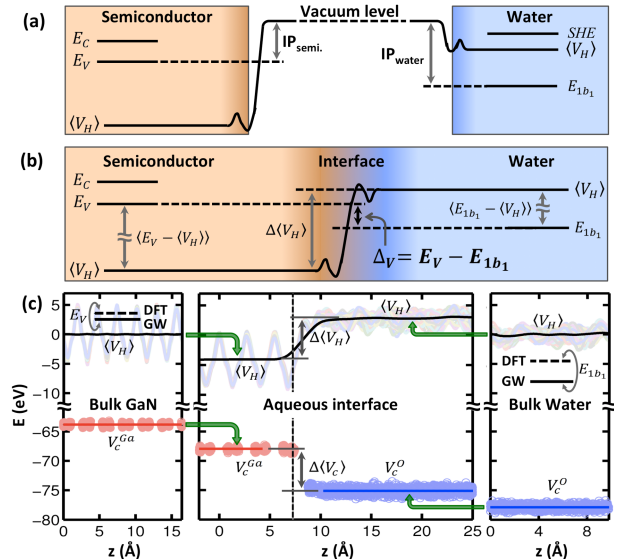 (a)
Semiconductor
Vacuum level
Water
E_C
E_V
IP_semi.
IP_water
SHE
⟨V_H⟩
E_1b₁
⟨V_H⟩
(b)
Semiconductor
Interface
Water
E_C
E_V
⟨E_V − ⟨V_H⟩⟩
Δ⟨V_H⟩
⟨V_H⟩
⟨E_1b₁ − ⟨V_H⟩⟩
E_1b₁
Δ_V = E_V − E_1b₁
⟨V_H⟩
(c)
E_V
DFT
GW
⟨V_H⟩
⟨V_H⟩
Δ⟨V_H⟩
⟨V_H⟩
⟨V_H⟩
DFT
GW
E_1b₁
E (eV)
5
0
−5
−10
−65
−70
−75
−80
Bulk GaN
Aqueous interface
Bulk Water
V_c^Ga
V_c^Ga
Δ⟨V_c⟩
V_c^O
V_c^O
0 5 10 15
0 5 10 15 20 25
0 5 10
z (Å)
z (Å)
z (Å)